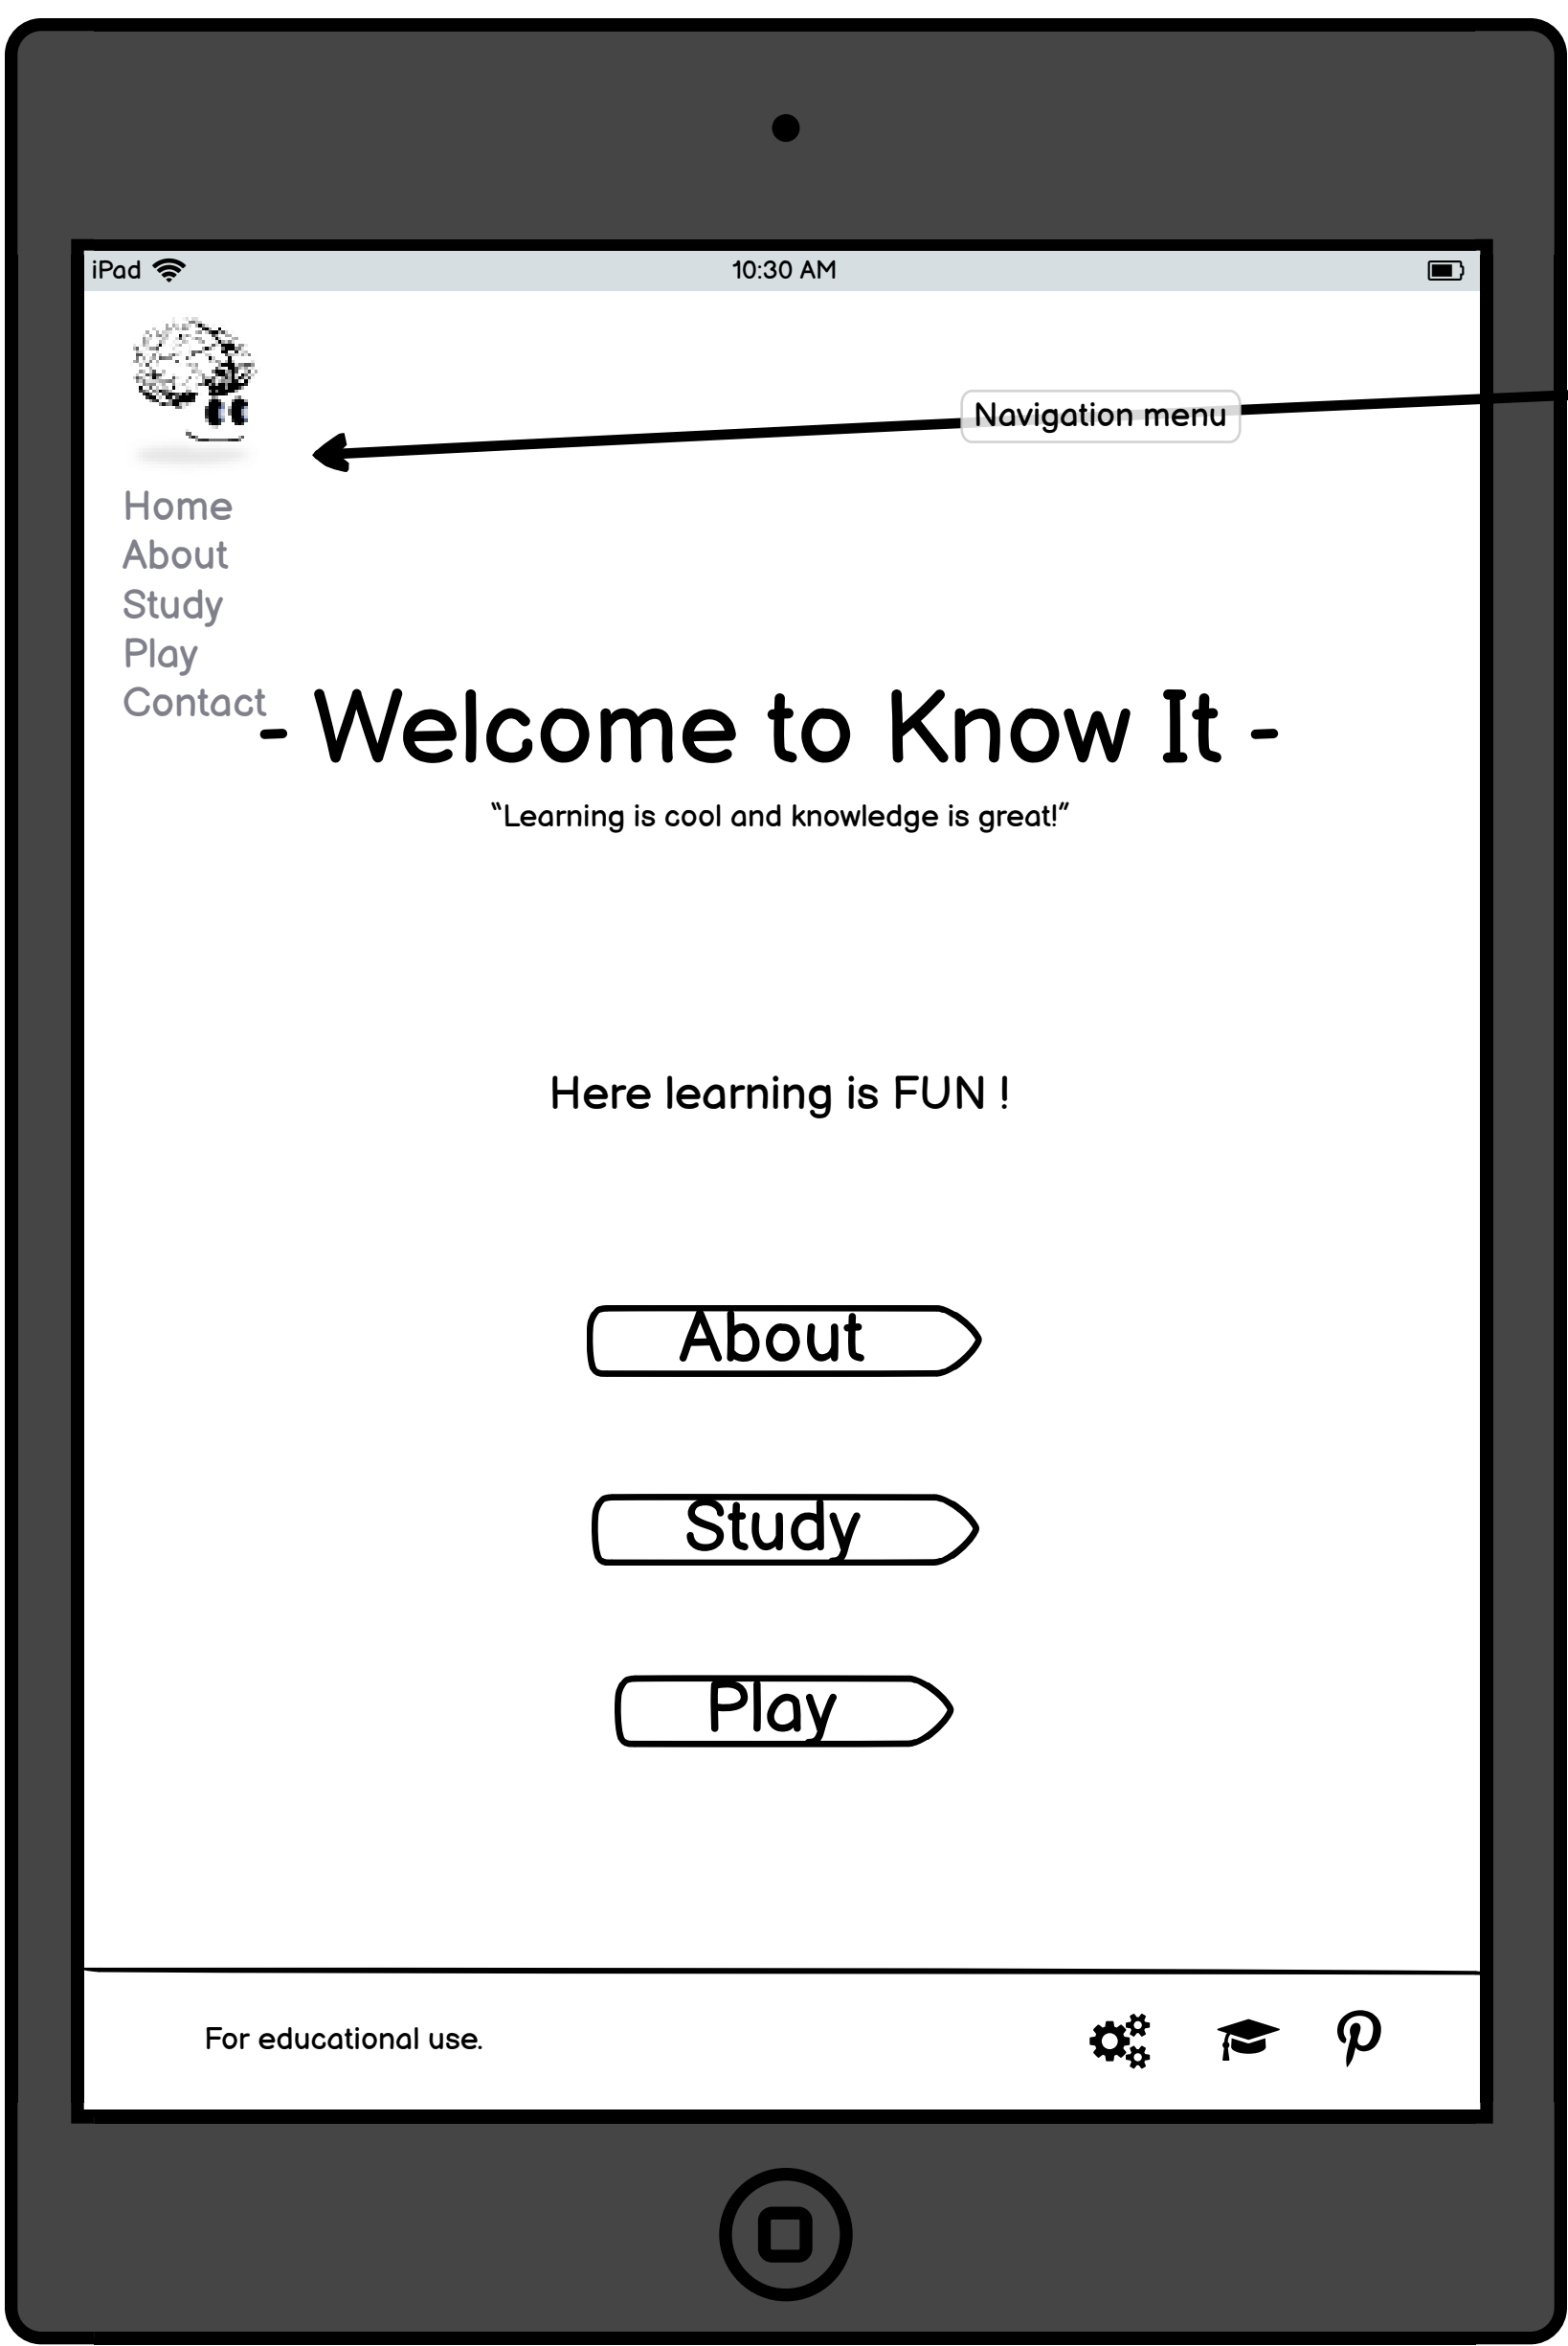 iPad 10:30 AM
Navigation menu
Home
About
Study
Play
Contact
- Welcome to Know It -
“Learning is cool and knowledge is great!”
Here learning is FUN !
About
Study
Play
For educational use.